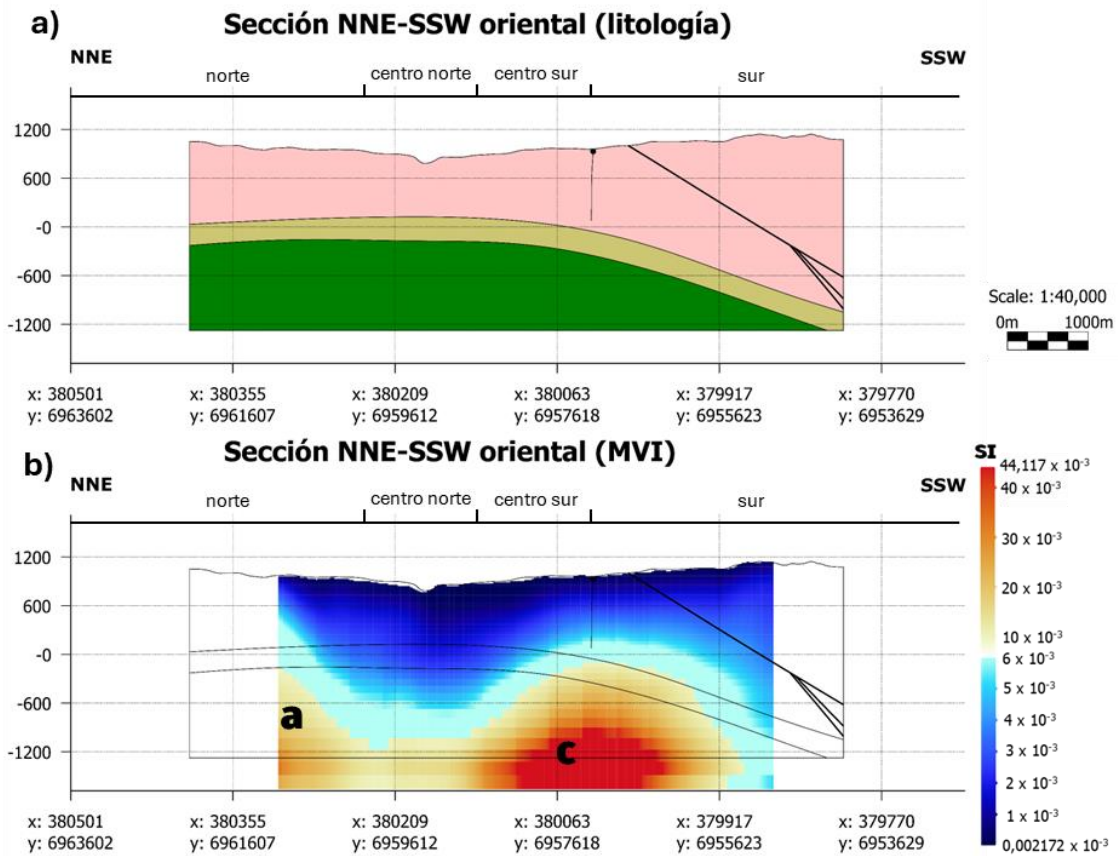 a)
Sección NNE-SSW oriental (litología)
NNE
SSW
norte
centro norte
centro sur
sur
1200
600
-0
-600
-1200
Scale: 1:40,000
0m 1000m
x: 380501 x: 380355 x: 380209 x: 380063 x: 379917 x: 379770
y: 6963602 y: 6961607 y: 6959612 y: 6957618 y: 6955623 y: 6953629
b)
Sección NNE-SSW oriental (MVI)
NNE
SSW
norte
centro norte
centro sur
sur
1200
600
-0
-600
-1200
a
c
SI
44,117 x 10⁻³
40 x 10⁻³
30 x 10⁻³
20 x 10⁻³
10 x 10⁻³
6 x 10⁻³
5 x 10⁻³
4 x 10⁻³
3 x 10⁻³
2 x 10⁻³
1 x 10⁻³
0,002172 x 10⁻³
x: 380501 x: 380355 x: 380209 x: 380063 x: 379917 x: 379770
y: 6963602 y: 6961607 y: 6959612 y: 6957618 y: 6955623 y: 6953629